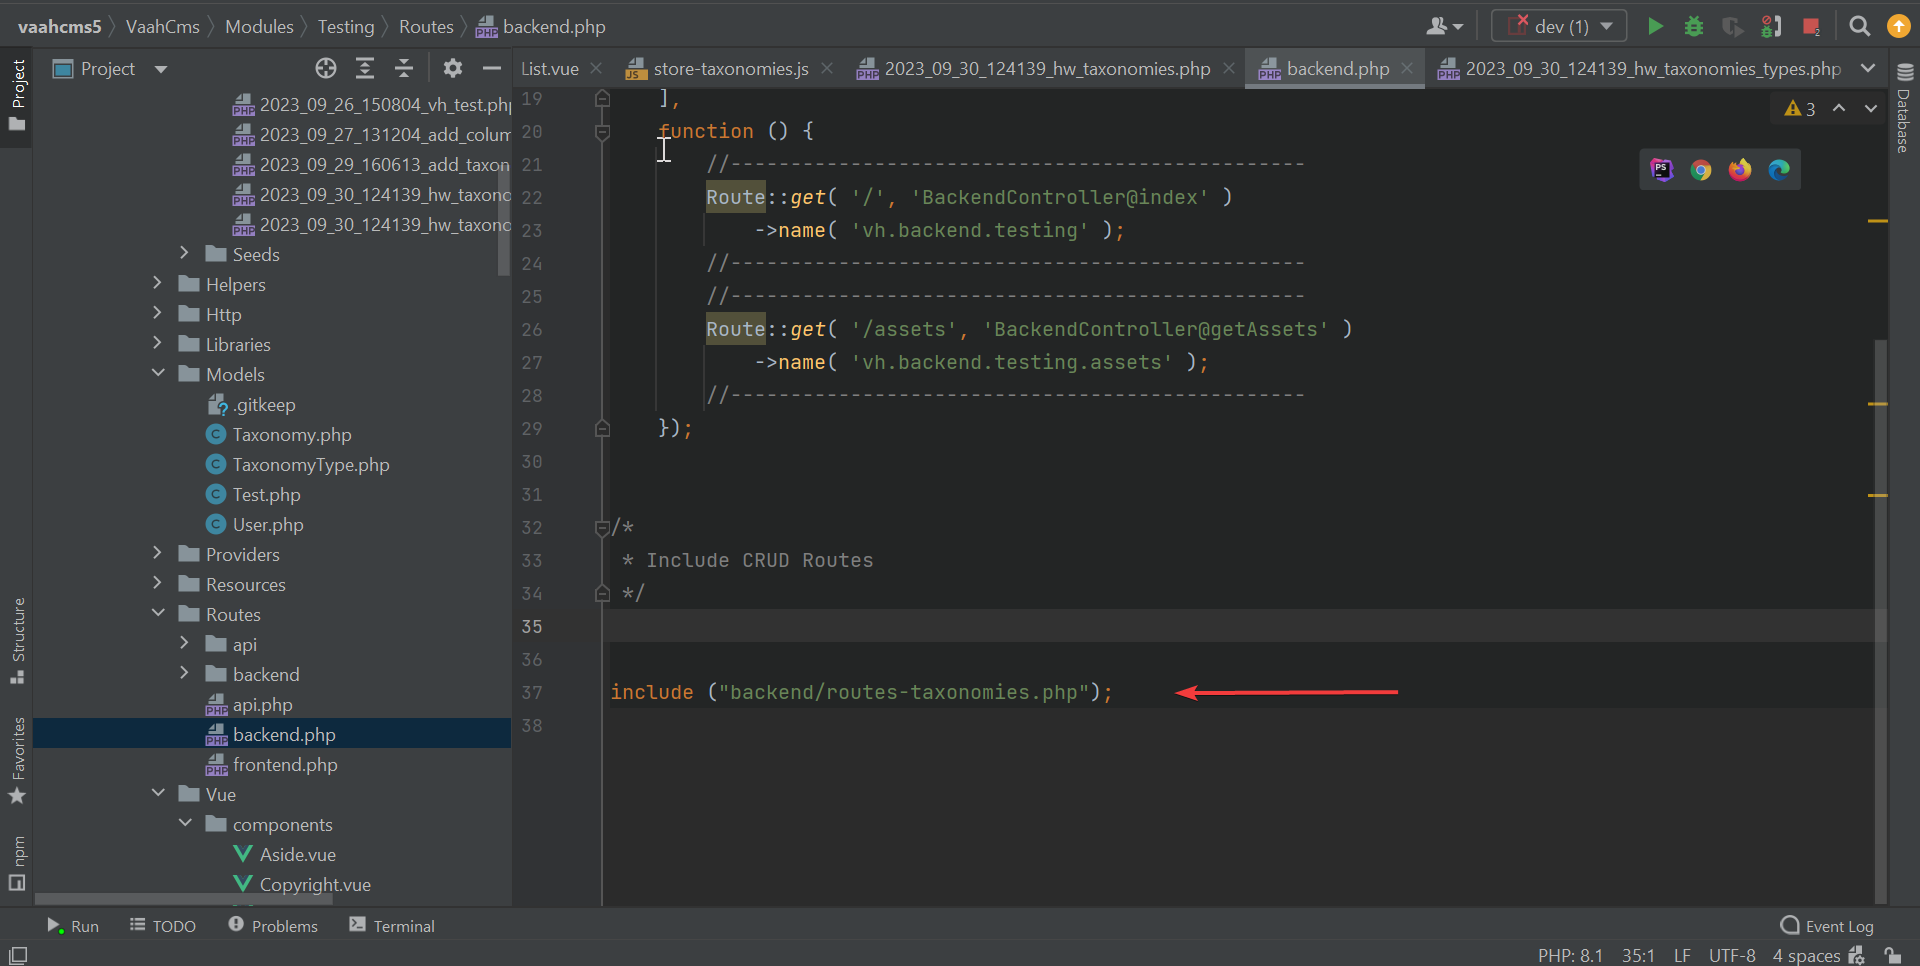 vaahcms5 VaahCms Modules Testing Routes backend.php
dev (1)
Project
List.vue store-taxonomies.js 2023_09_30_124139_hw_taxonomies.php backend.php 2023_09_30_124139_hw_taxonomies_types.php
Project
Structure
Favorites
npm
2023_09_26_150804_vh_test.php
2023_09_27_131204_add_colum
2023_09_29_160613_add_taxon
2023_09_30_124139_hw_taxono
2023_09_30_124139_hw_taxono
Seeds
Helpers
Http
Libraries
Models
.gitkeep
Taxonomy.php
TaxonomyType.php
Test.php
User.php
Providers
Resources
Routes
api
backend
api.php
backend.php
frontend.php
Vue
components
Aside.vue
Copyright.vue
19 ],
20 function () {
21 //------------------------------------------------
22 Route::get( '/', 'BackendController@index' )
23 ->name( 'vh.backend.testing' );
24 //------------------------------------------------
25 //------------------------------------------------
26 Route::get( '/assets', 'BackendController@getAssets' )
27 ->name( 'vh.backend.testing.assets' );
28 //------------------------------------------------
29 });
30
31
32 /*
33 * Include CRUD Routes
34 */
35
36
37 include ("backend/routes-taxonomies.php");
38
3
Database
Run TODO Problems Terminal Event Log
PHP: 8.1 35:1 LF UTF-8 4 spaces